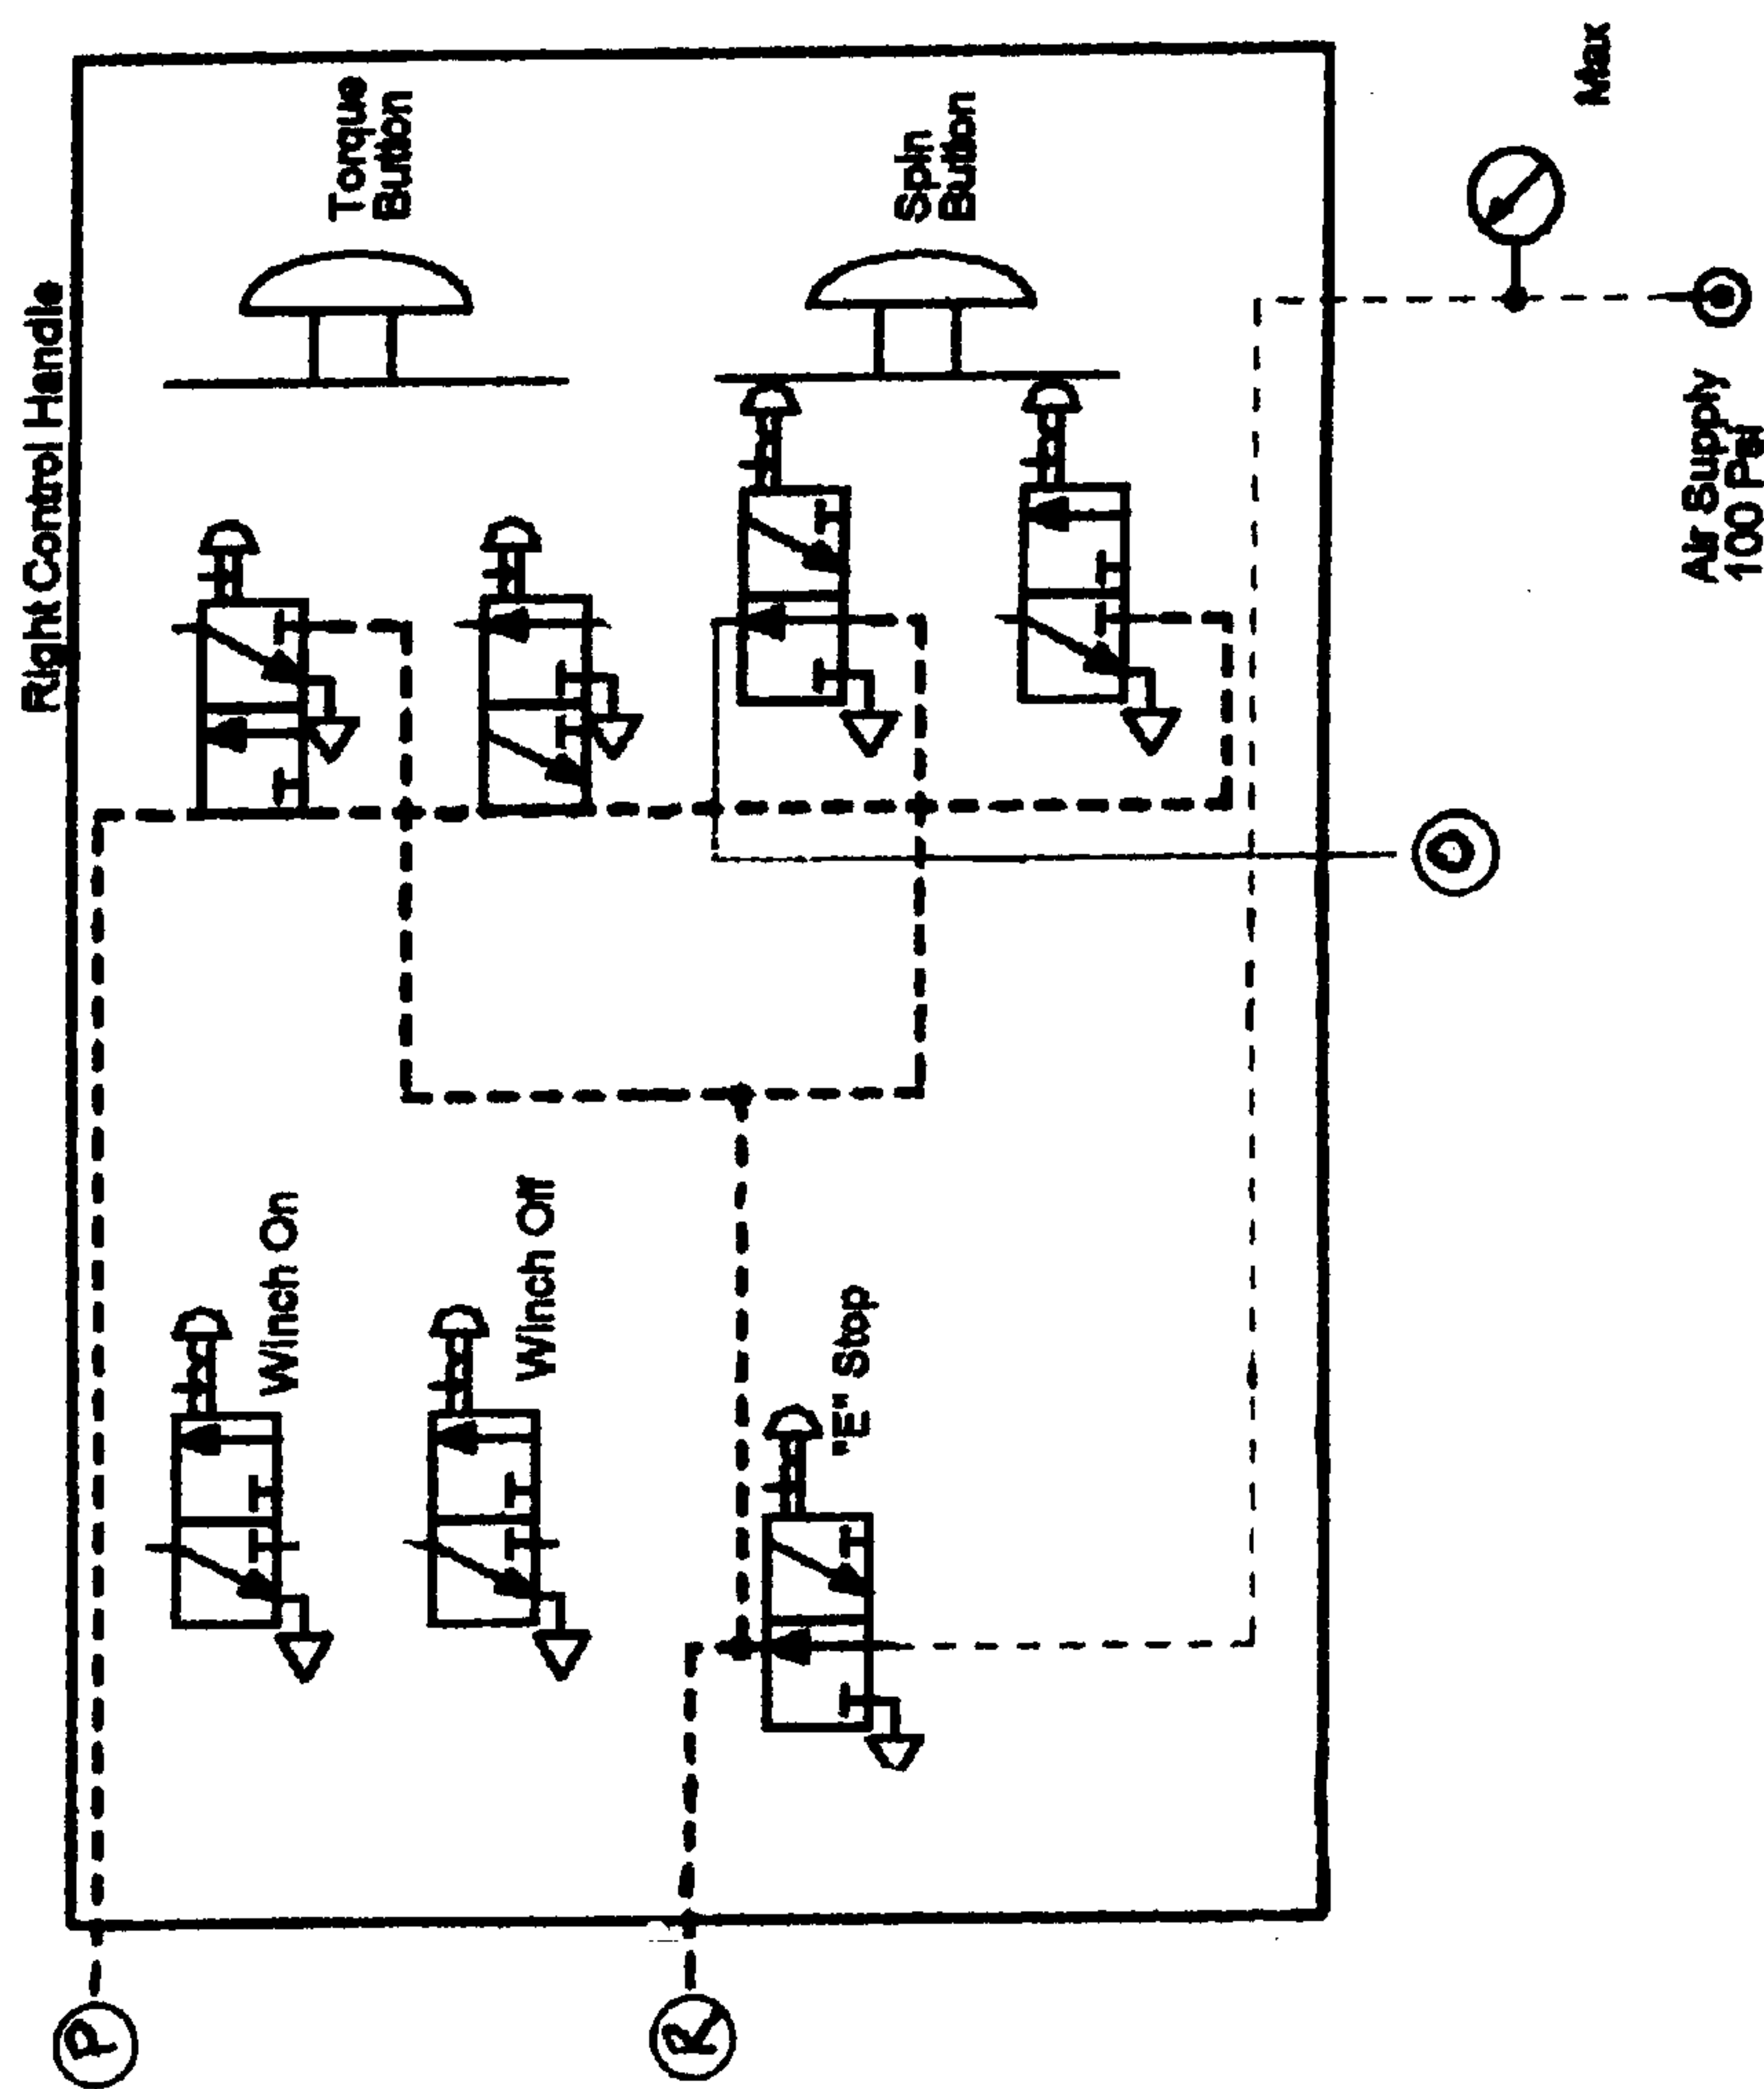 Right Control Handle
Torque
Button
Spin
Button
Max
Air Supply
100 Psi
Winch On
Winch Off
"E" Stop
P
R
O